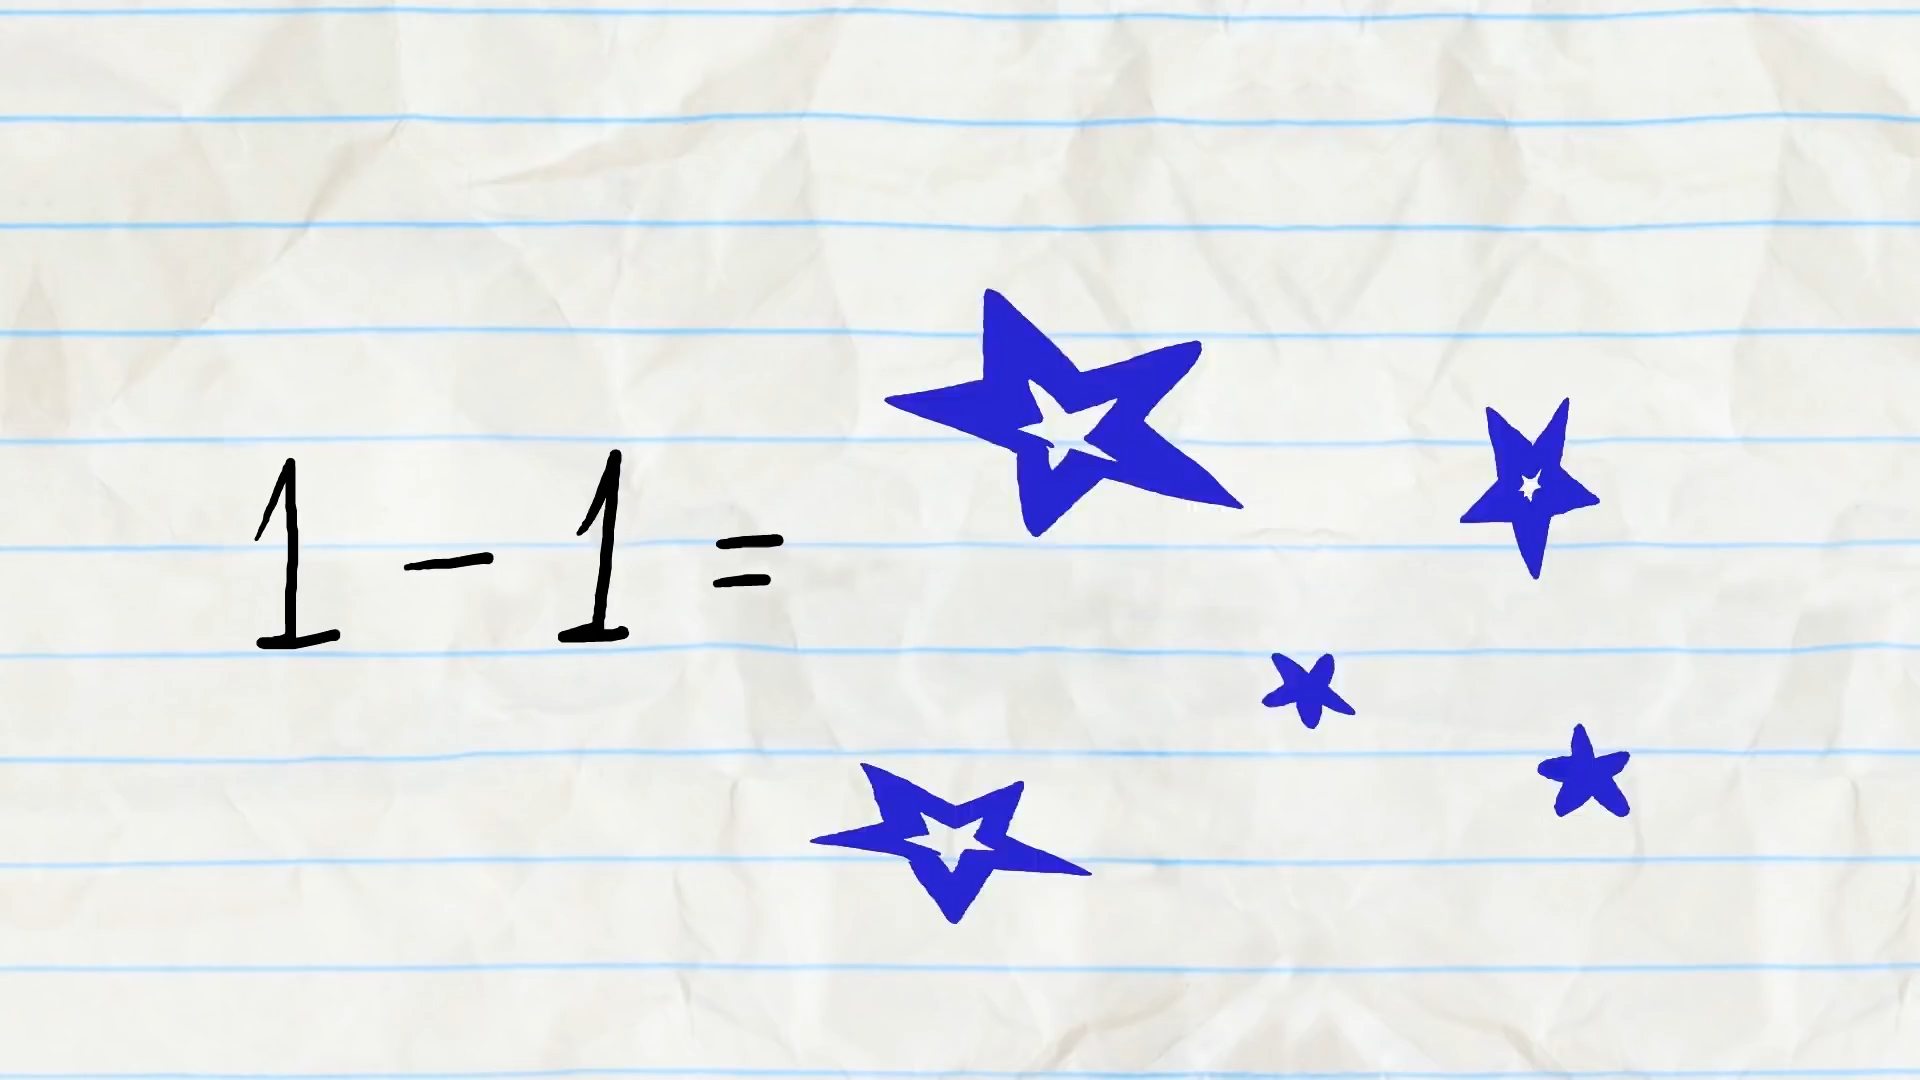 1 - 1 =